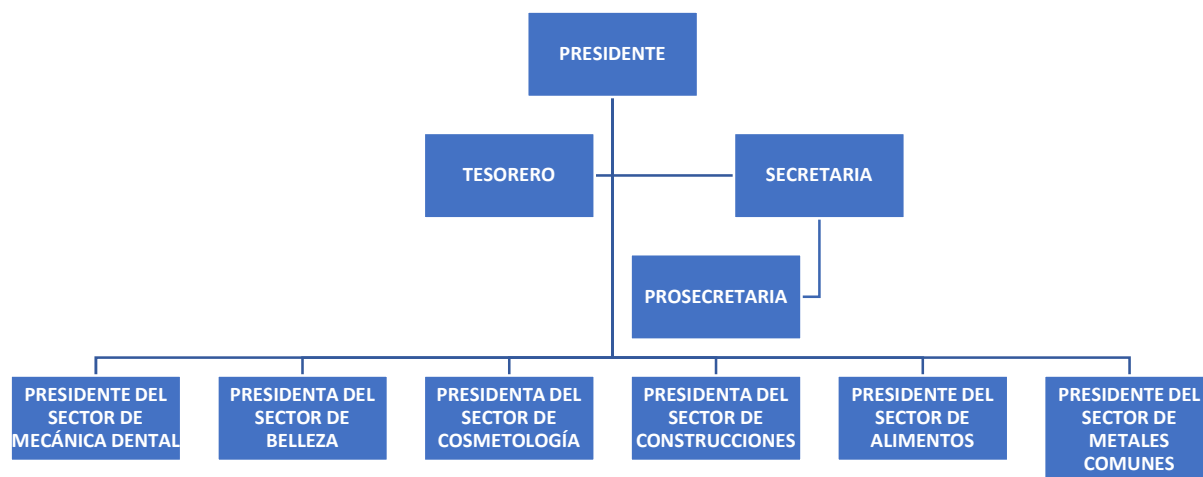 PRESIDENTE
TESORERO
SECRETARIA
PROSECRETARIA
PRESIDENTE DEL
SECTOR DE
MECÁNICA DENTAL
PRESIDENTA DEL
SECTOR DE
BELLEZA
PRESIDENTA DEL
SECTOR DE
COSMETOLOGÍA
PRESIDENTA DEL
SECTOR DE
CONSTRUCCIONES
PRESIDENTE DEL
SECTOR DE
ALIMENTOS
PRESIDENTE DEL
SECTOR DE
METALES
COMUNES